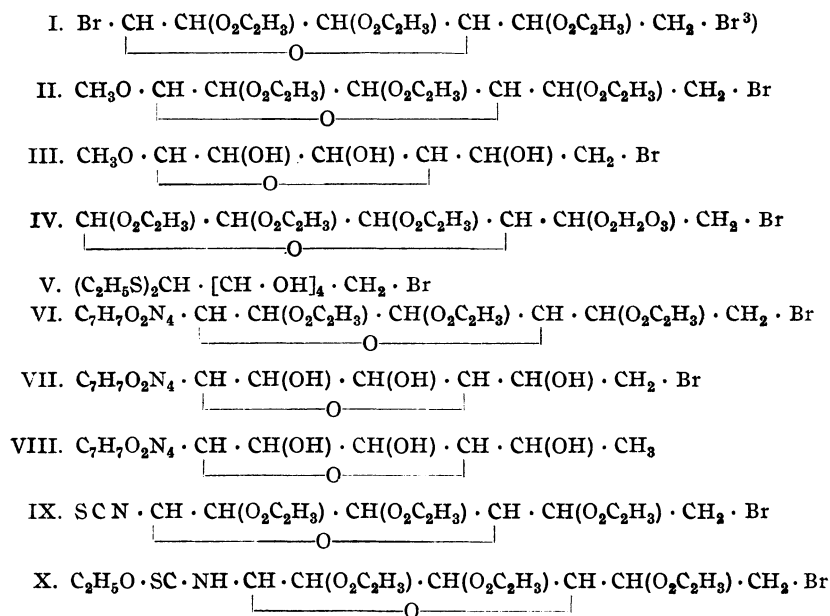 I. Br · CH · CH(O₂C₂H₃) · CH(O₂C₂H₃) · CH · CH(O₂C₂H₃) · CH₂ · Br³)
O
II. CH₃O · CH · CH(O₂C₂H₃) · CH(O₂C₂H₃) · CH · CH(O₂C₂H₃) · CH₂ · Br
O
III. CH₃O · CH · CH(OH) · CH(OH) · CH · CH(OH) · CH₂ · Br
O
IV. CH(O₂C₂H₃) · CH(O₂C₂H₃) · CH(O₂C₂H₃) · CH · CH(O₂H₂O₃) · CH₂ · Br
O
V. (C₂H₅S)₂CH · [CH · OH]₄ · CH₂ · Br
VI. C₇H₇O₂N₄ · CH · CH(O₂C₂H₃) · CH(O₂C₂H₃) · CH · CH(O₂C₂H₃) · CH₂ · Br
O
VII. C₇H₇O₂N₄ · CH · CH(OH) · CH(OH) · CH · CH(OH) · CH₂ · Br
O
VIII. C₇H₇O₂N₄ · CH · CH(OH) · CH(OH) · CH · CH(OH) · CH₃
O
IX. SCN · CH · CH(O₂C₂H₃) · CH(O₂C₂H₃) · CH · CH(O₂C₂H₃) · CH₂ · Br
O
X. C₂H₅O · SC · NH · CH · CH(O₂C₂H₃) · CH(O₂C₂H₃) · CH · CH(O₂C₂H₃) · CH₂ · Br
O